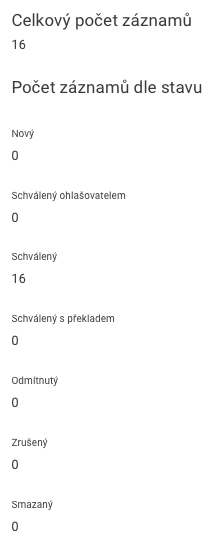 Celkový počet záznamů
16
Počet záznamů dle stavu
Nový
0
Schválený ohlašovatelem
0
Schválený
16
Schválený s překladem
0
Odmítnutý
0
Zrušený
0
Smazaný
0